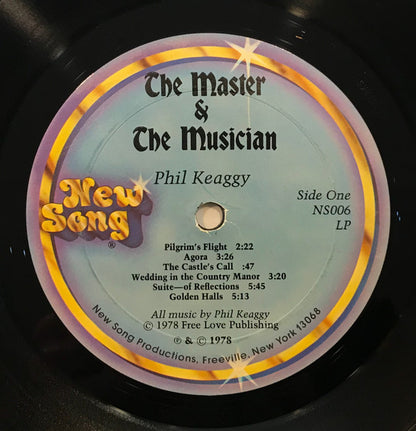 The Master
&
The Musician
Phil Keaggy
New
Song
®
Side One
NS006
LP
Pilgrim's Flight 2:22
Agora 3:26
The Castle's Call :47
Wedding in the Country Manor 3:20
Suite—of Reflections 5:45
Golden Halls 5:13
All music by Phil Keaggy
© 1978 Free Love Publishing
℗ & © 1978
New Song Productions, Freeville, New York 13068